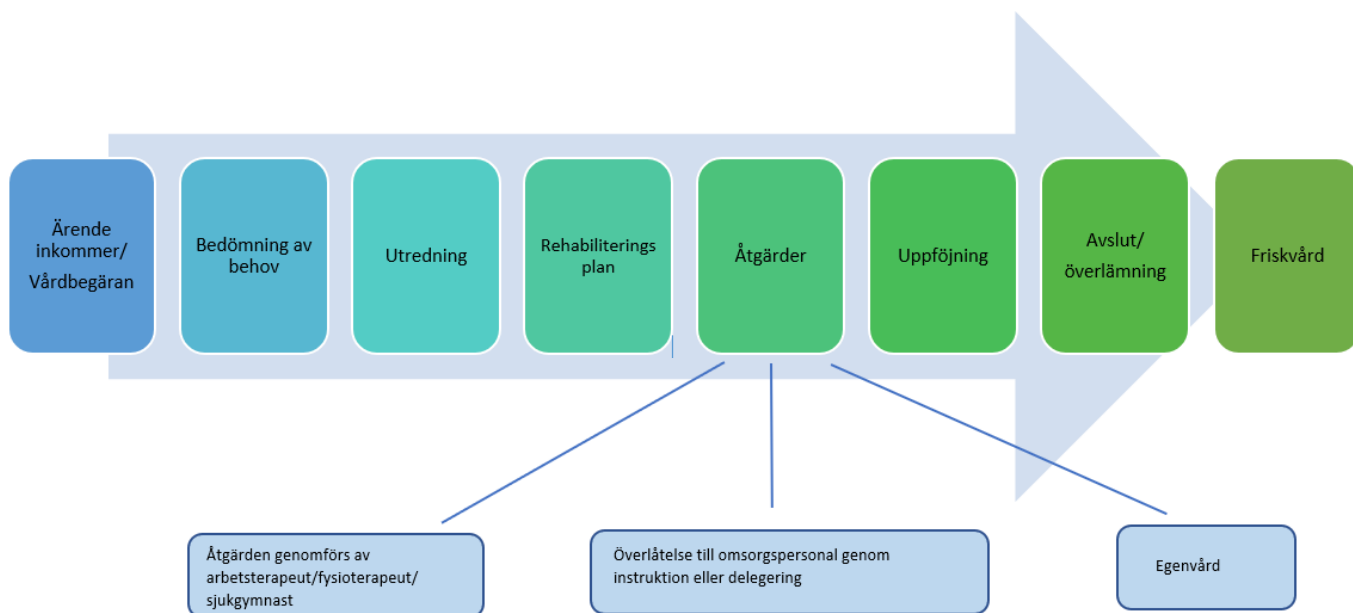 Ärende
inkommer/
Vårdbegäran
Bedömning av
behov
Utredning
Rehabiliterings
plan
Åtgärder
Uppföjning
Avslut/
överlämning
Friskvård
Åtgärden genomförs av
arbetsterapeut/fysioterapeut/
sjukgymnast
Överlåtelse till omsorgspersonal genom
instruktion eller delegering
Egenvård